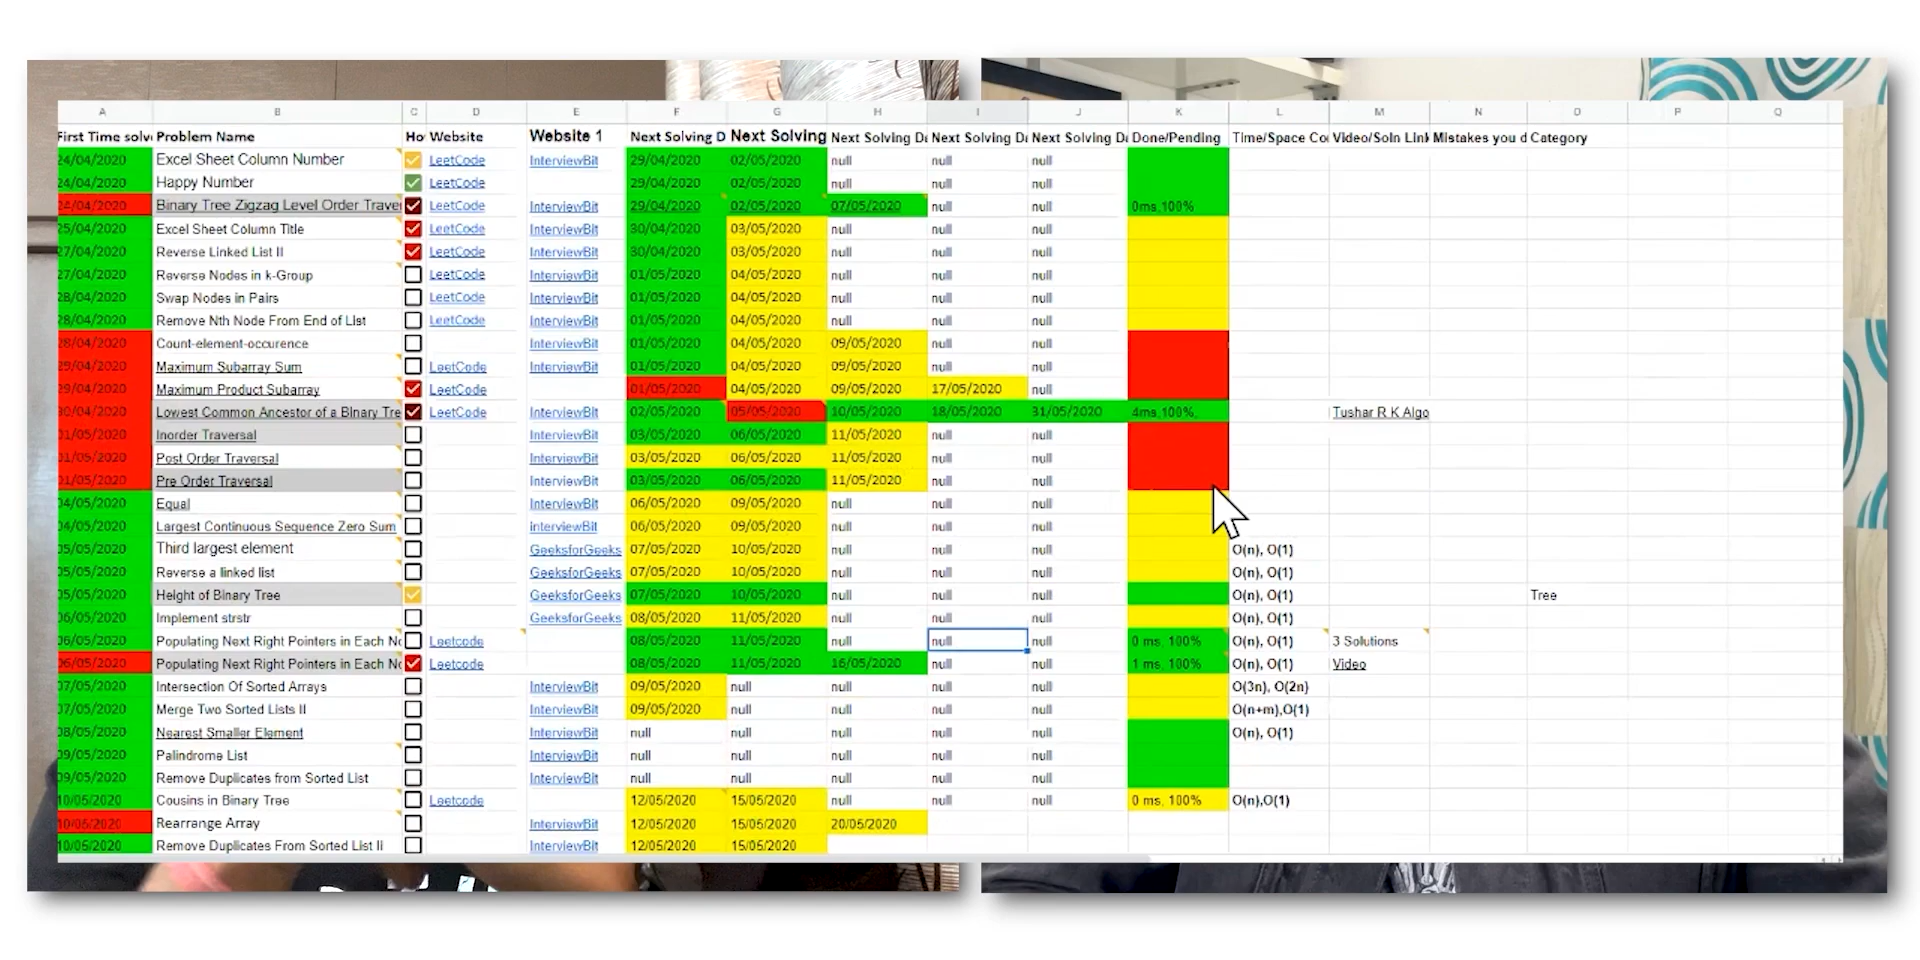 A B C D E F G H I J K L M N O P Q
First Time solv Problem Name Ho Website Website 1 Next Solving D Next Solving Next Solving Da Next Solving Da Next Solving Da Done/Pending Time/Space Co Video/Soln Link Mistakes you d Category
24/04/2020 Excel Sheet Column Number LeetCode InterviewBit 29/04/2020 02/05/2020 null null null
24/04/2020 Happy Number LeetCode 29/04/2020 02/05/2020 null null null
24/04/2020 Binary Tree Zigzag Level Order Traver LeetCode InterviewBit 29/04/2020 02/05/2020 07/05/2020 null null 0ms,100%
25/04/2020 Excel Sheet Column Title LeetCode InterviewBit 30/04/2020 03/05/2020 null null null
27/04/2020 Reverse Linked List II LeetCode InterviewBit 30/04/2020 03/05/2020 null null null
27/04/2020 Reverse Nodes in k-Group LeetCode InterviewBit 01/05/2020 04/05/2020 null null null
28/04/2020 Swap Nodes in Pairs LeetCode InterviewBit 01/05/2020 04/05/2020 null null null
28/04/2020 Remove Nth Node From End of List LeetCode InterviewBit 01/05/2020 04/05/2020 null null null
28/04/2020 Count-element-occurence InterviewBit 01/05/2020 04/05/2020 09/05/2020 null null
29/04/2020 Maximum Subarray Sum LeetCode InterviewBit 01/05/2020 04/05/2020 09/05/2020 null null
29/04/2020 Maximum Product Subarray LeetCode 01/05/2020 04/05/2020 09/05/2020 17/05/2020 null
30/04/2020 Lowest Common Ancestor of a Binary Tre LeetCode InterviewBit 02/05/2020 05/05/2020 10/05/2020 18/05/2020 31/05/2020 4ms,100%, Tushar R K Algo
01/05/2020 Inorder Traversal InterviewBit 03/05/2020 06/05/2020 11/05/2020 null null
01/05/2020 Post Order Traversal InterviewBit 03/05/2020 06/05/2020 11/05/2020 null null
01/05/2020 Pre Order Traversal InterviewBit 03/05/2020 06/05/2020 11/05/2020 null null
04/05/2020 Equal InterviewBit 06/05/2020 09/05/2020 null null null
04/05/2020 Largest Continuous Sequence Zero Sum interviewBit 06/05/2020 09/05/2020 null null null
05/05/2020 Third largest element GeeksforGeeks 07/05/2020 10/05/2020 null null null O(n), O(1)
05/05/2020 Reverse a linked list GeeksforGeeks 07/05/2020 10/05/2020 null null null O(n), O(1)
05/05/2020 Height of Binary Tree GeeksforGeeks 07/05/2020 10/05/2020 null null null O(n), O(1) Tree
06/05/2020 Implement strstr GeeksforGeeks 08/05/2020 11/05/2020 null null null O(n), O(1)
06/05/2020 Populating Next Right Pointers in Each No Leetcode 08/05/2020 11/05/2020 null null null 0 ms, 100% O(n), O(1) 3 Solutions
06/05/2020 Populating Next Right Pointers in Each No Leetcode 08/05/2020 11/05/2020 16/05/2020 null null 1 ms, 100% O(n), O(1) Video
07/05/2020 Intersection Of Sorted Arrays InterviewBit 09/05/2020 null null null null O(3n), O(2n)
07/05/2020 Merge Two Sorted Lists II InterviewBit 09/05/2020 null null null null O(n+m),O(1)
08/05/2020 Nearest Smaller Element InterviewBit null null null null null O(n), O(1)
09/05/2020 Palindrome List InterviewBit null null null null null
09/05/2020 Remove Duplicates from Sorted List InterviewBit null null null null null
10/05/2020 Cousins in Binary Tree Leetcode 12/05/2020 15/05/2020 null null null 0 ms, 100% O(n),O(1)
10/05/2020 Rearrange Array InterviewBit 12/05/2020 15/05/2020 20/05/2020
10/05/2020 Remove Duplicates From Sorted List II InterviewBit 12/05/2020 15/05/2020